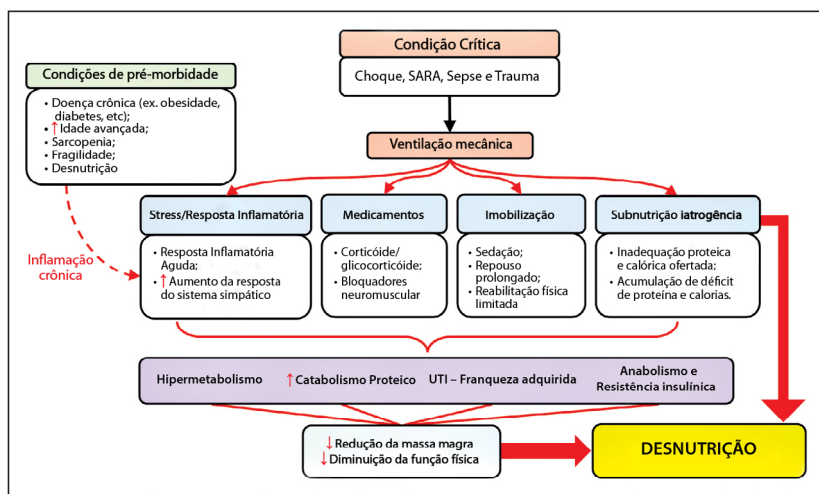 Condição Crítica
Choque, SARA, Sepse e Trauma
Condições de pré-morbidade
• Doença crônica (ex. obesidade,
diabetes, etc);
• ↑ Idade avançada;
• Sarcopenia;
• Fragilidade;
• Desnutrição
Ventilação mecânica
Inflamação
crônica
Stress/Resposta Inflamatória
• Resposta Inflamatória
Aguda;
• ↑ Aumento da resposta
do sistema simpático
Medicamentos
• Corticóide/
glicocorticóide;
• Bloquadores
neuromuscular
Imobilização
• Sedação;
• Repouso
prolongado;
• Reabilitação física
limitada
Subnutrição iatrogência
• Inadequação proteica
e calórica ofertada;
• Acumulação de déficit
de proteína e calorias.
Hipermetabolismo
↑ Catabolismo Proteico
UTI – Franqueza adquirida
Anabolismo e
Resistência insulínica
↓ Redução da massa magra
↓ Diminuição da função física
DESNUTRIÇÃO